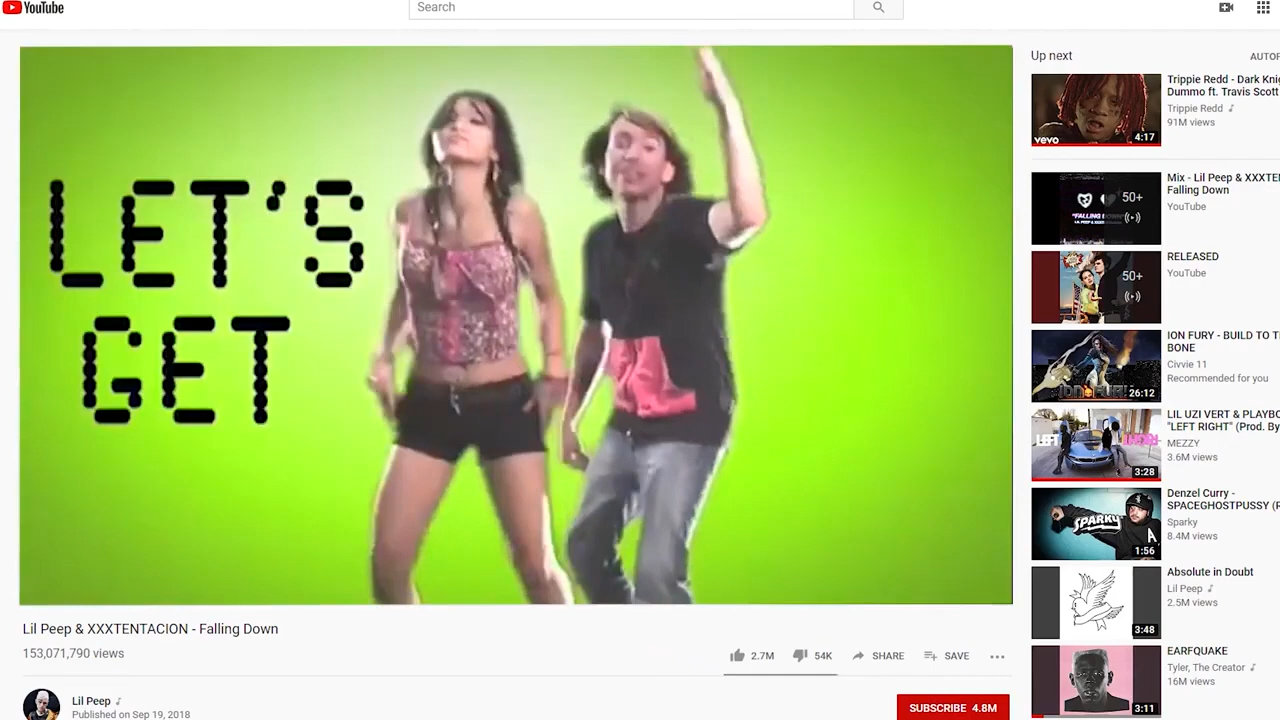 YouTube
Search
LET'S
GET
Lil Peep & XXXTENTACION - Falling Down
153,071,790 views
2.7M
54K
SHARE
SAVE
Lil Peep
Published on Sep 19, 2018
SUBSCRIBE 4.8M
Up next
vevo
4:17
Trippie Redd - Dark
Dummo ft. Travis Scott
Trippie Redd
91M views
50+
Mix - Lil Peep &
Falling Down
YouTube
50+
RELEASED
YouTube
ION FURY
26:12
ION FURY - BUILD TO
BONE
Civvie 11
Recommended for you
LEFT
3:28
LIL UZI VERT &
"LEFT RIGHT" (Prod. By
MEZZY
3.6M views
SPARKY
1:56
Denzel Curry -
SPACEGHOSTPUSSY
Sparky
8.4M views
3:48
Absolute in Doubt
Lil Peep
2.5M views
3:11
EARFQUAKE
Tyler, The Creator
16M views